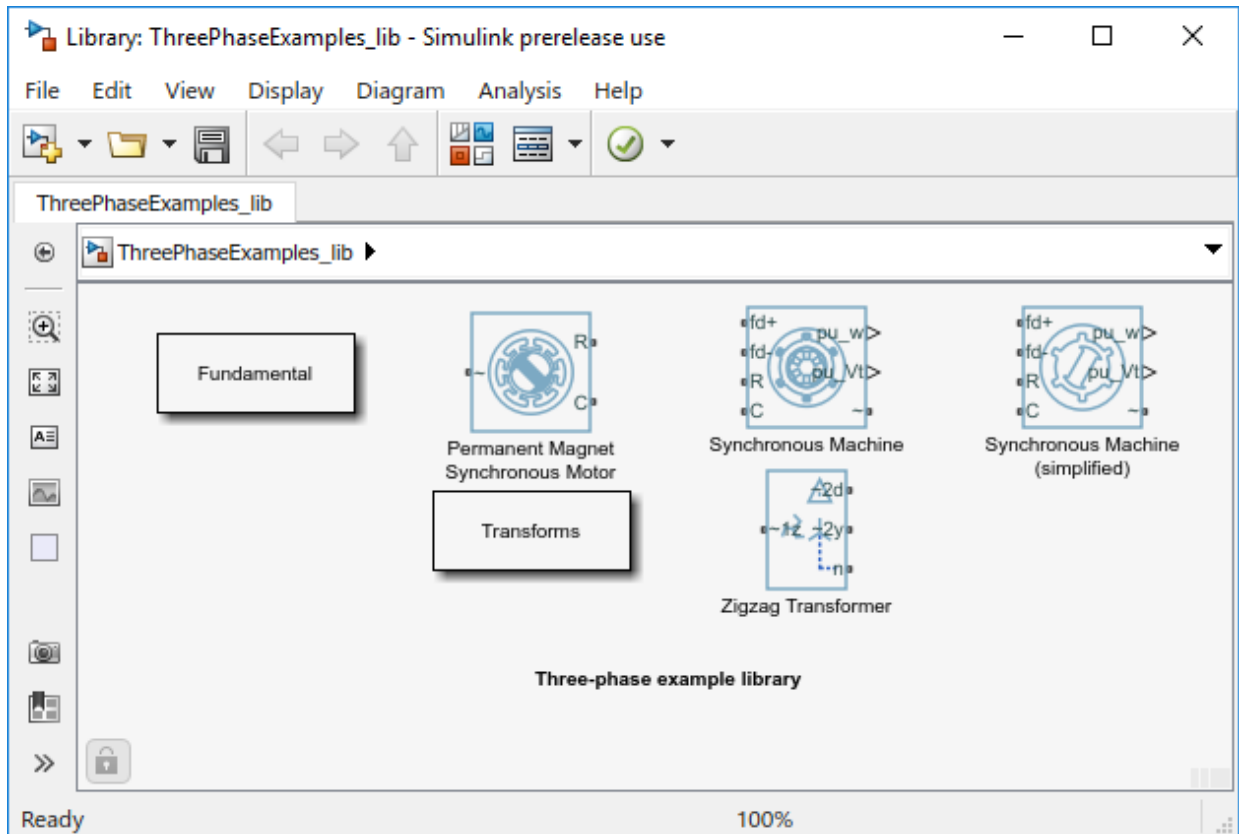 Library: ThreePhaseExamples_lib - Simulink prerelease use
File Edit View Display Diagram Analysis Help
ThreePhaseExamples_lib
ThreePhaseExamples_lib
Fundamental
~
R
C
Permanent Magnet
Synchronous Motor
fd+
fd-
R
C
pu_w
pu_Vt
~
Synchronous Machine
fd+
fd-
R
C
pu_w
pu_Vt
~
Synchronous Machine
(simplified)
Transforms
~1z
~2d
~2y
n
Zigzag Transformer
Three-phase example library
Ready 100%